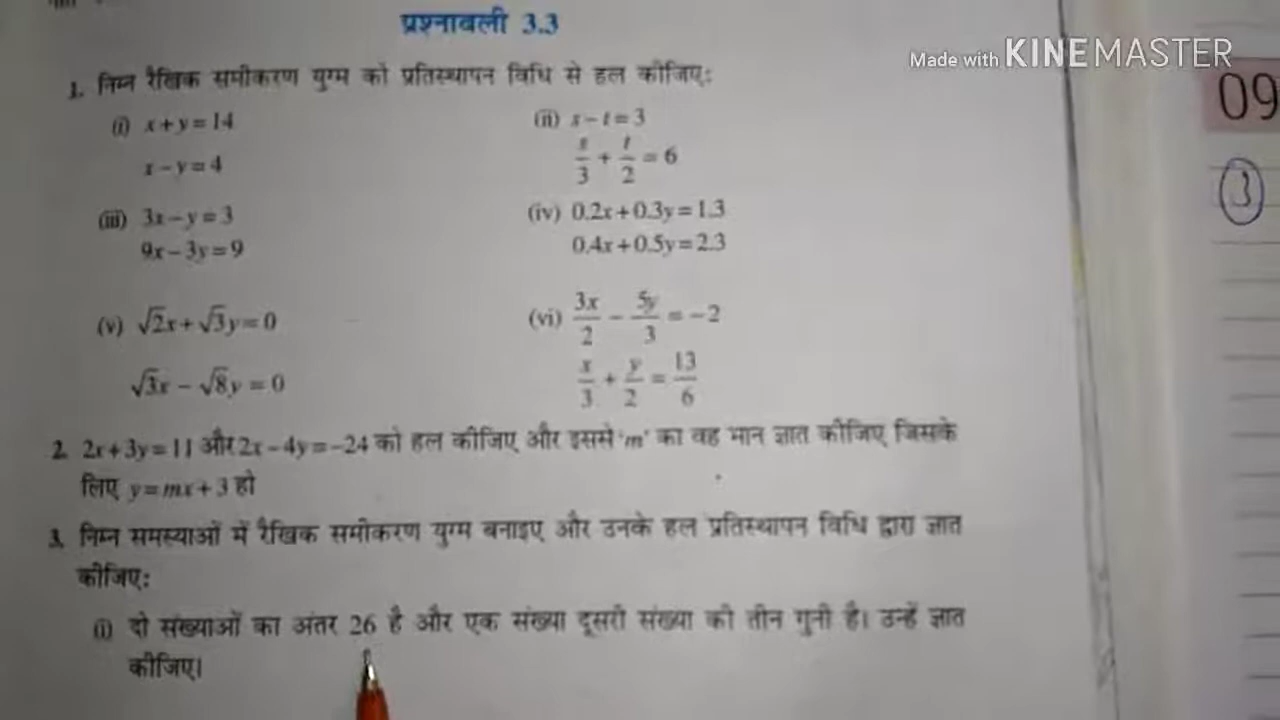 प्रश्नावली 3.3
Made with KINEMASTER
1. निम्न रैखिक समीकरण युग्म को प्रतिस्थापन विधि से हल कीजिए:
(i) x + y = 14
(ii) s – t = 3
x – y = 4
s/3 + t/2 = 6
(iii) 3x – y = 3
(iv) 0.2x + 0.3y = 1.3
9x – 3y = 9
0.4x + 0.5y = 2.3
(v) √2x + √3y = 0
(vi) 3x/2 – 5y/3 = –2
√3x – √8y = 0
x/3 + y/2 = 13/6
2. 2x + 3y = 11 और 2x – 4y = –24 को हल कीजिए और इससे 'm' का वह मान ज्ञात कीजिए जिसके
लिए y = mx + 3 हो
3. निम्न समस्याओं में रैखिक समीकरण युग्म बनाइए और उनके हल प्रतिस्थापन विधि द्वारा ज्ञात
कीजिए:
(i) दो संख्याओं का अंतर 26 है और एक संख्या दूसरी संख्या की तीन गुनी है। उन्हें ज्ञात
कीजिए।
09
3